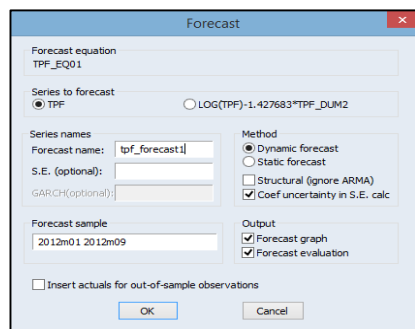 Forecast
Forecast equation
TPF_EQ01
Series to forecast
TPF
LOG(TPF)-1.427683*TPF_DUM2
Series names
Forecast name: tpf_forecast1
S.E. (optional):
GARCH(optional):
Method
Dynamic forecast
Static forecast
Structural (ignore ARMA)
Coef uncertainty in S.E. calc
Forecast sample
2012m01 2012m09
Output
Forecast graph
Forecast evaluation
Insert actuals for out-of-sample observations
OK
Cancel